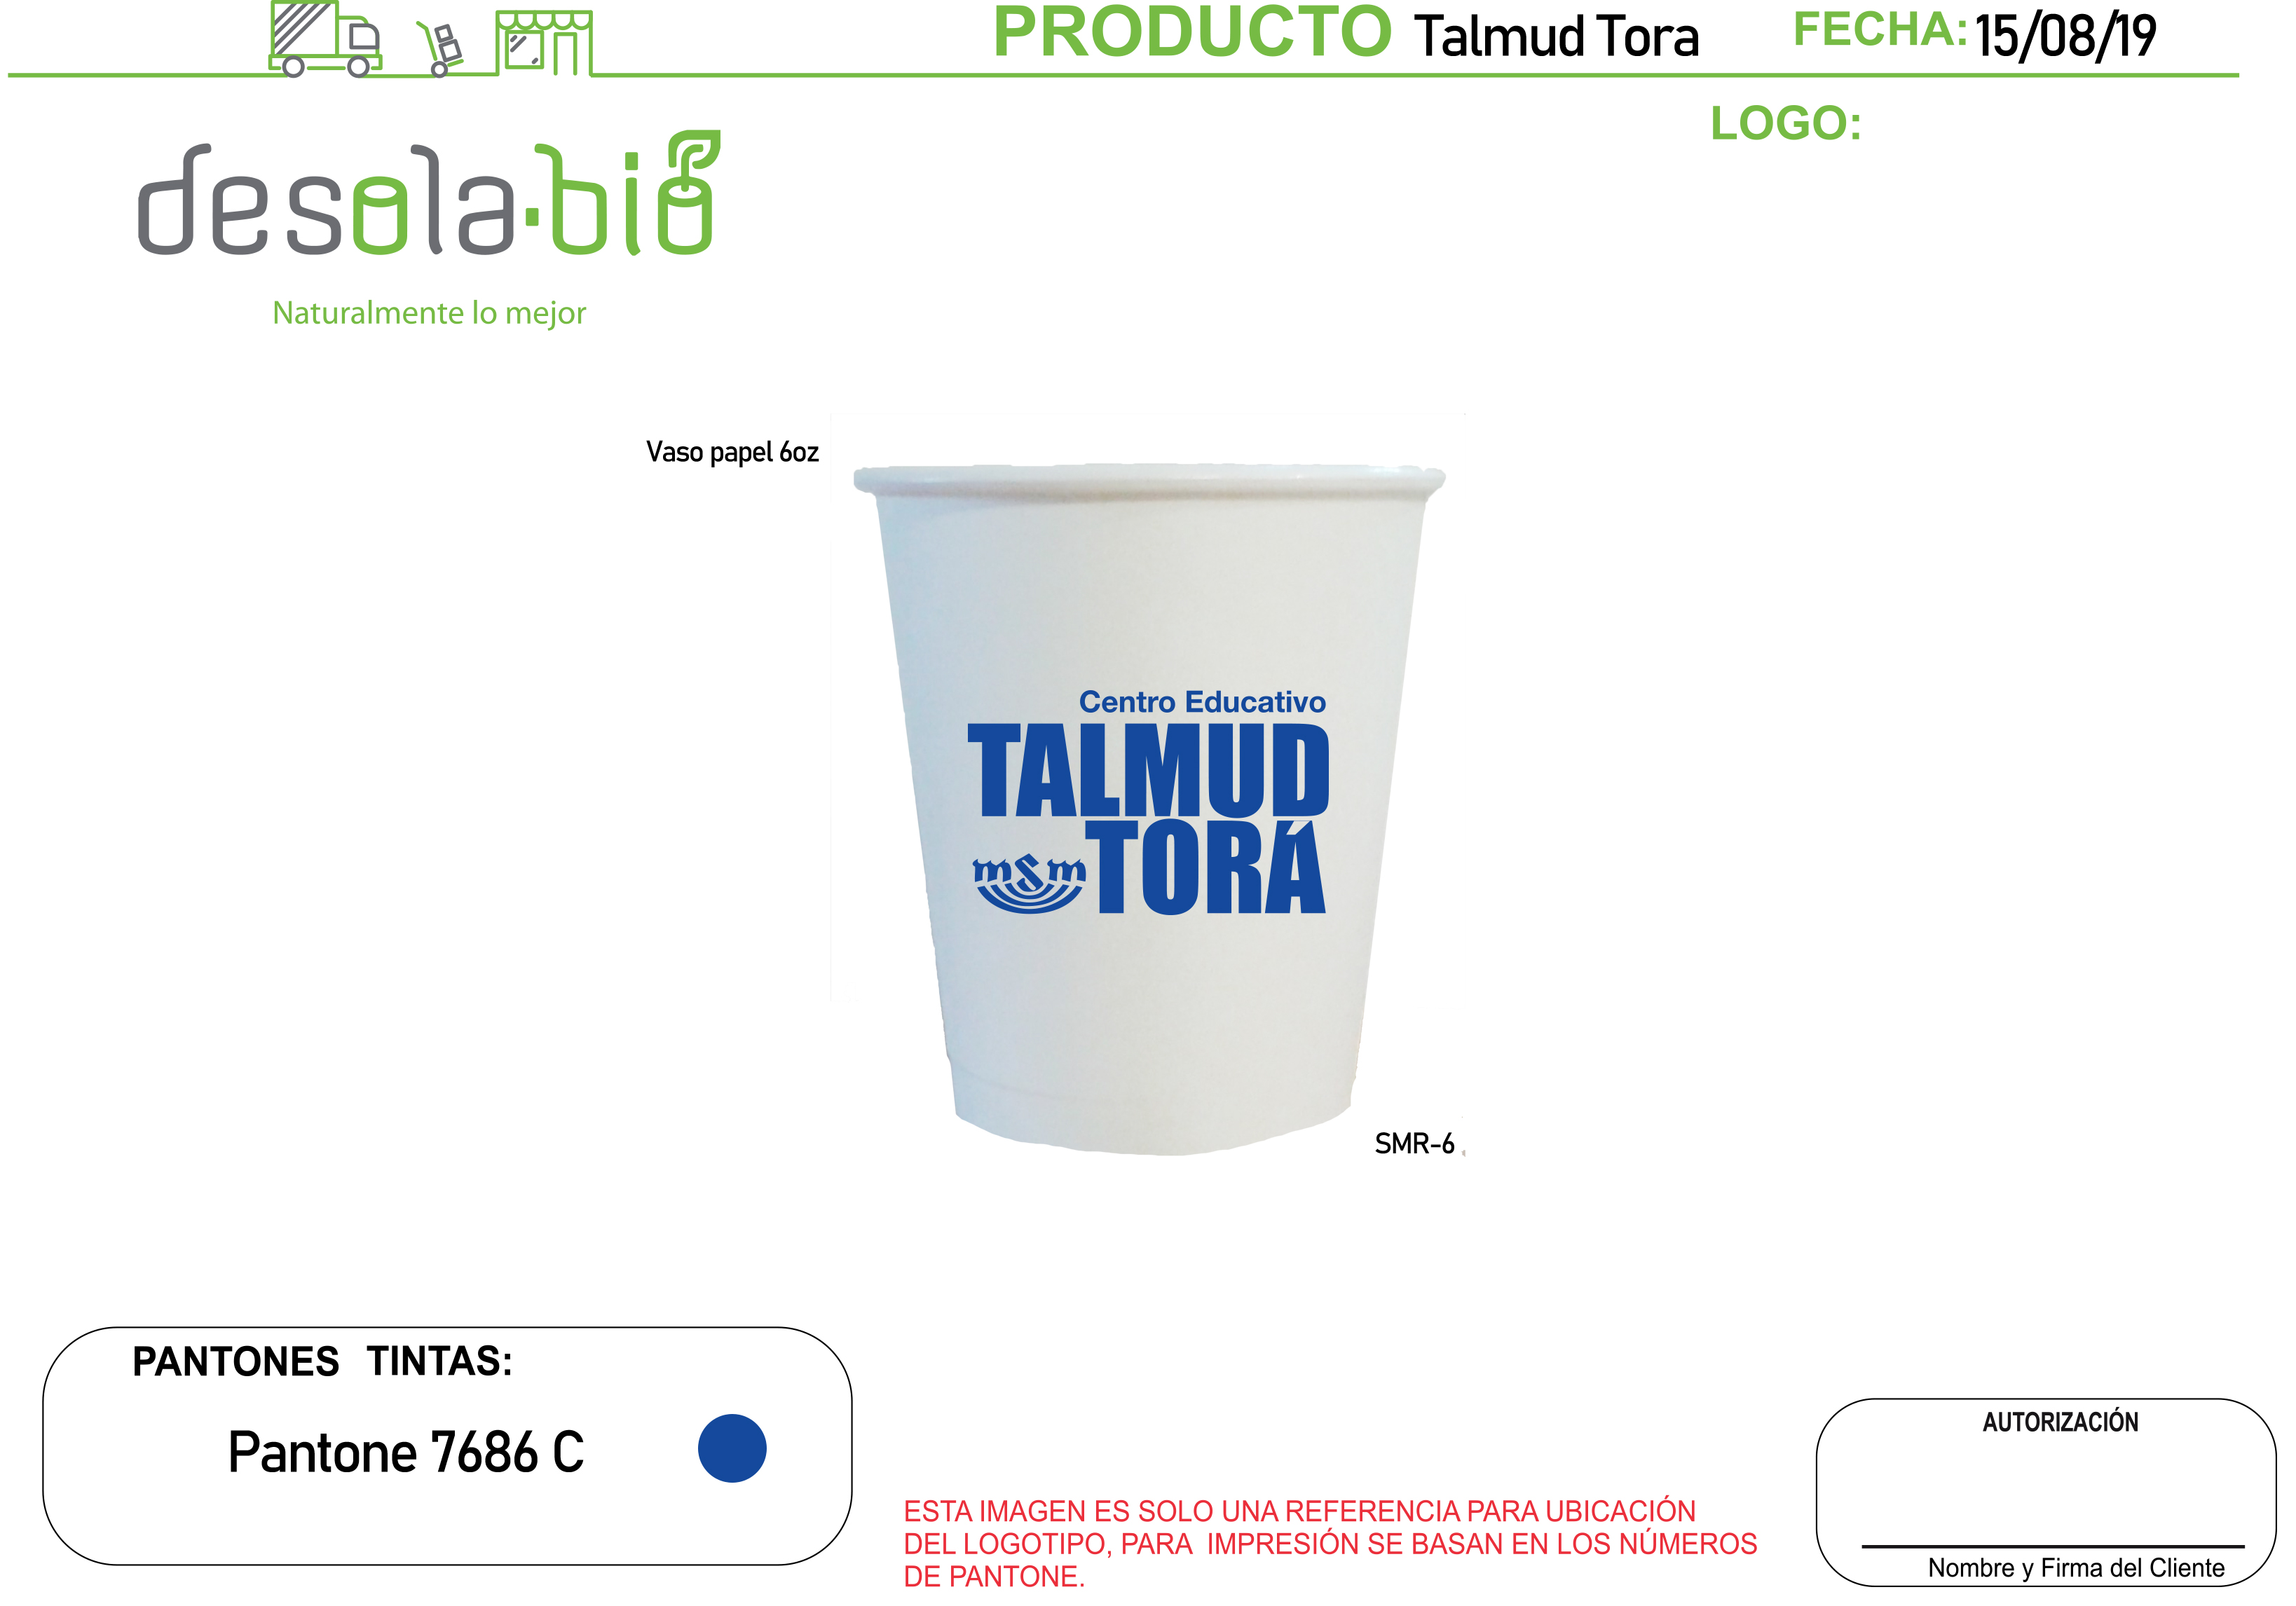 PRODUCTO Talmud Tora FECHA: 15/08/19
LOGO:
desola·bio
Naturalmente lo mejor
Vaso papel 6oz
Centro Educativo
TALMUD
TORÁ
msm
SMR-6
PANTONES TINTAS:
Pantone 7686 C
ESTA IMAGEN ES SOLO UNA REFERENCIA PARA UBICACIÓN
DEL LOGOTIPO, PARA IMPRESIÓN SE BASAN EN LOS NÚMEROS
DE PANTONE.
AUTORIZACIÓN
Nombre y Firma del Cliente